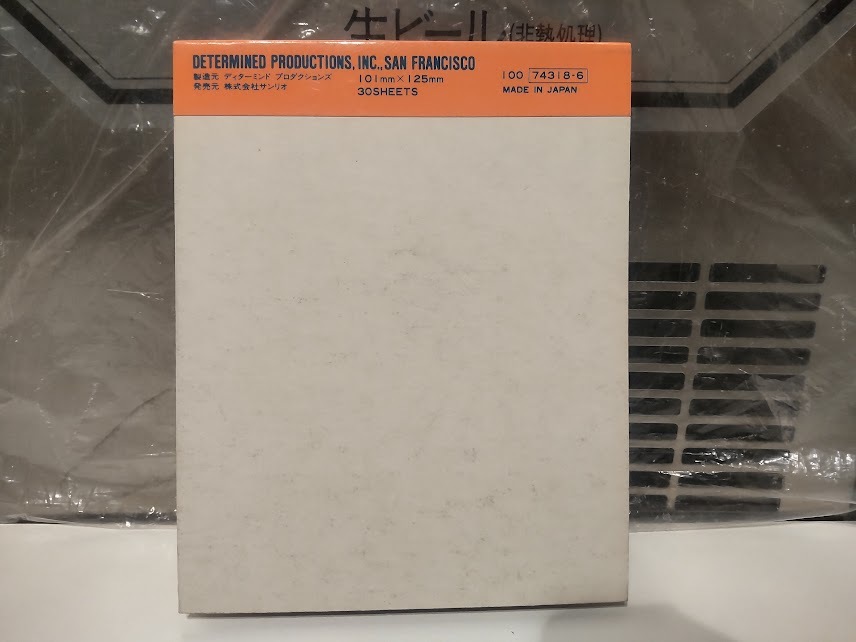 生ビール(非熱処理)
DETERMINED PRODUCTIONS, INC., SAN FRANCISCO
製造元 ディターミンド プロダクションズ 101mm×125mm
発売元 株式会社サンリオ 30SHEETS
100 74318-6
MADE IN JAPAN